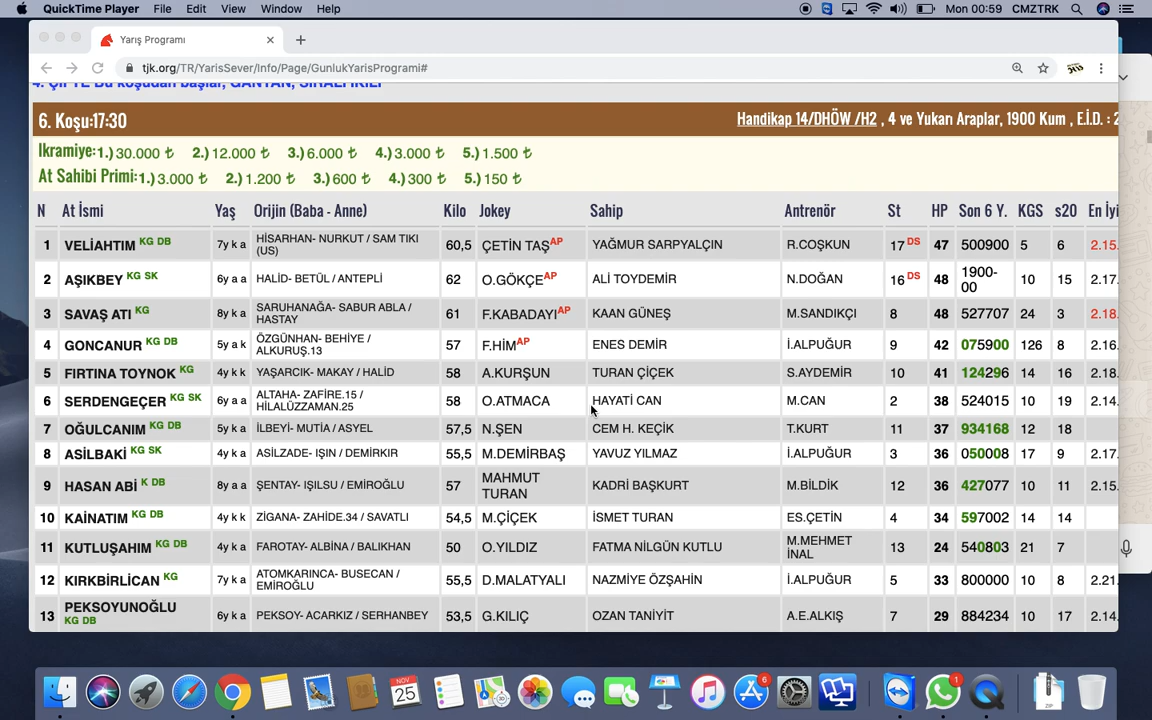 QuickTime Player File Edit View Window Help Mon 00:59 CMZTRK
Yarış Programı
tjk.org/TR/YarisSever/Info/Page/GunlukYarisProgrami#
6. Koşu:17:30 Handikap 14/DHÖW /H2 , 4 ve Yukarı Araplar, 1900 Kum , E.İ.D. : 2
İkramiye:1.) 30.000 ₺ 2.) 12.000 ₺ 3.) 6.000 ₺ 4.) 3.000 ₺ 5.) 1.500 ₺
At Sahibi Primi:1.) 3.000 ₺ 2.) 1.200 ₺ 3.) 600 ₺ 4.) 300 ₺ 5.) 150 ₺
N At İsmi Yaş Orijin (Baba - Anne) Kilo Jokey Sahip Antrenör St HP Son 6 Y. KGS s20 En İyi
1 VELİAHTIM KG DB 7y k a HİSARHAN- NURKUT / SAM TIKI (US) 60,5 ÇETİN TAŞ AP YAĞMUR SARPYALÇIN R.COŞKUN 17 DS 47 500900 5 6 2.15.
2 AŞIKBEY KG SK 6y a a HALİD- BETÜL / ANTEPLİ 62 O.GÖKÇE AP ALİ TOYDEMİR N.DOĞAN 16 DS 48 1900-00 10 15 2.17.
3 SAVAŞ ATI KG 8y k a SARUHANAĞA- SABUR ABLA / HASTAY 61 F.KABADAYI AP KAAN GÜNEŞ M.SANDIKÇI 8 48 527707 24 3 2.18.
4 GONCANUR KG DB 5y a k ÖZGÜNHAN- BEHİYE / ALKURUŞ.13 57 F.HİM AP ENES DEMİR İ.ALPUĞUR 9 42 075900 126 8 2.16.
5 FIRTINA TOYNOK KG 4y k k YAŞARCIK- MAKAY / HALİD 58 A.KURŞUN TURAN ÇİÇEK S.AYDEMİR 10 41 124296 14 16 2.18.
6 SERDENGEÇER KG SK 6y a a ALTAHA- ZAFİRE.15 / HİLALÜZZAMAN.25 58 O.ATMACA HAYATİ CAN M.CAN 2 38 524015 10 19 2.14.
7 OĞULCANIM KG DB 5y k a İLBEYİ- MUTİA / ASYEL 57,5 N.ŞEN CEM H. KEÇİK T.KURT 11 37 934168 12 18
8 ASİLBAKİ KG SK 4y k a ASİLZADE- IŞIN / DEMİRKIR 55,5 M.DEMİRBAŞ YAVUZ YILMAZ İ.ALPUĞUR 3 36 050008 17 9 2.17.
9 HASAN ABİ K DB 8y a a ŞENTAY- IŞILSU / EMİROĞLU 57 MAHMUT TURAN KADRİ BAŞKURT M.BİLDİK 12 36 427077 10 11 2.15.
10 KAİNATIM KG DB 4y k k ZİGANA- ZAHİDE.34 / SAVATLI 54,5 M.ÇİÇEK İSMET TURAN ES.ÇETİN 4 34 597002 14 14
11 KUTLUŞAHIM KG DB 4y k a FAROTAY- ALBİNA / BALIKHAN 50 O.YILDIZ FATMA NİLGÜN KUTLU M.MEHMET İNAL 13 24 540803 21 7
12 KIRKBİRLİCAN KG 7y k a ATOMKARINCA- BUSECAN / EMİROĞLU 55,5 D.MALATYALI NAZMİYE ÖZŞAHİN İ.ALPUĞUR 5 33 800000 10 8 2.21.
13 PEKSOYUNOĞLU KG DB 6y k a PEKSOY- ACARKIZ / SERHANBEY 53,5 G.KILIÇ OZAN TANİYİT A.E.ALKIŞ 7 29 884234 10 17 2.14.
NOV 25
6
1
ZIP